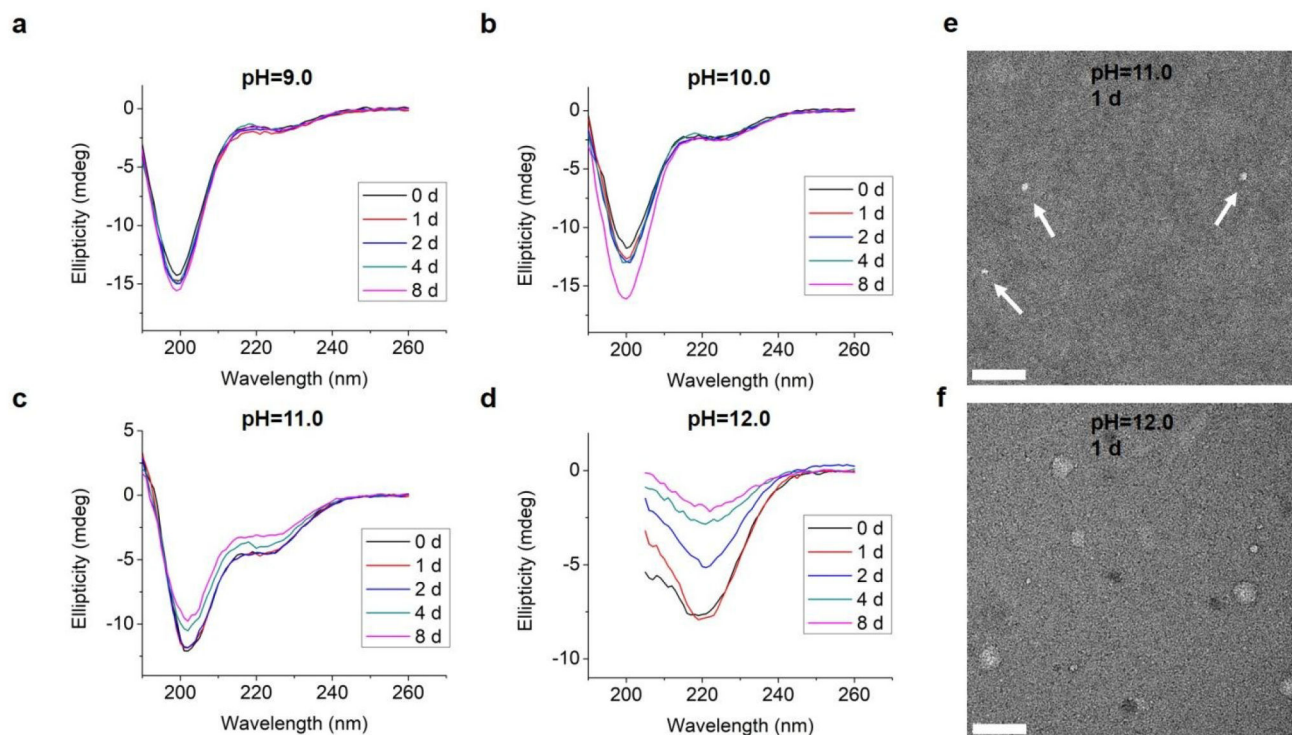 a
pH=9.0
0
-5
-10
-15
Ellipticity (mdeg)
0 d
1 d
2 d
4 d
8 d
200
220
240
260
Wavelength (nm)
b
pH=10.0
0
-5
-10
-15
Ellipticity (mdeg)
0 d
1 d
2 d
4 d
8 d
200
220
240
260
Wavelength (nm)
e
pH=11.0
1 d
c
pH=11.0
5
0
-5
-10
Ellipticity (mdeg)
0 d
1 d
2 d
4 d
8 d
200
220
240
260
Wavelength (nm)
d
pH=12.0
0
-5
-10
Ellipticity (mdeg)
0 d
1 d
2 d
4 d
8 d
200
220
240
260
Wavelength (nm)
f
pH=12.0
1 d